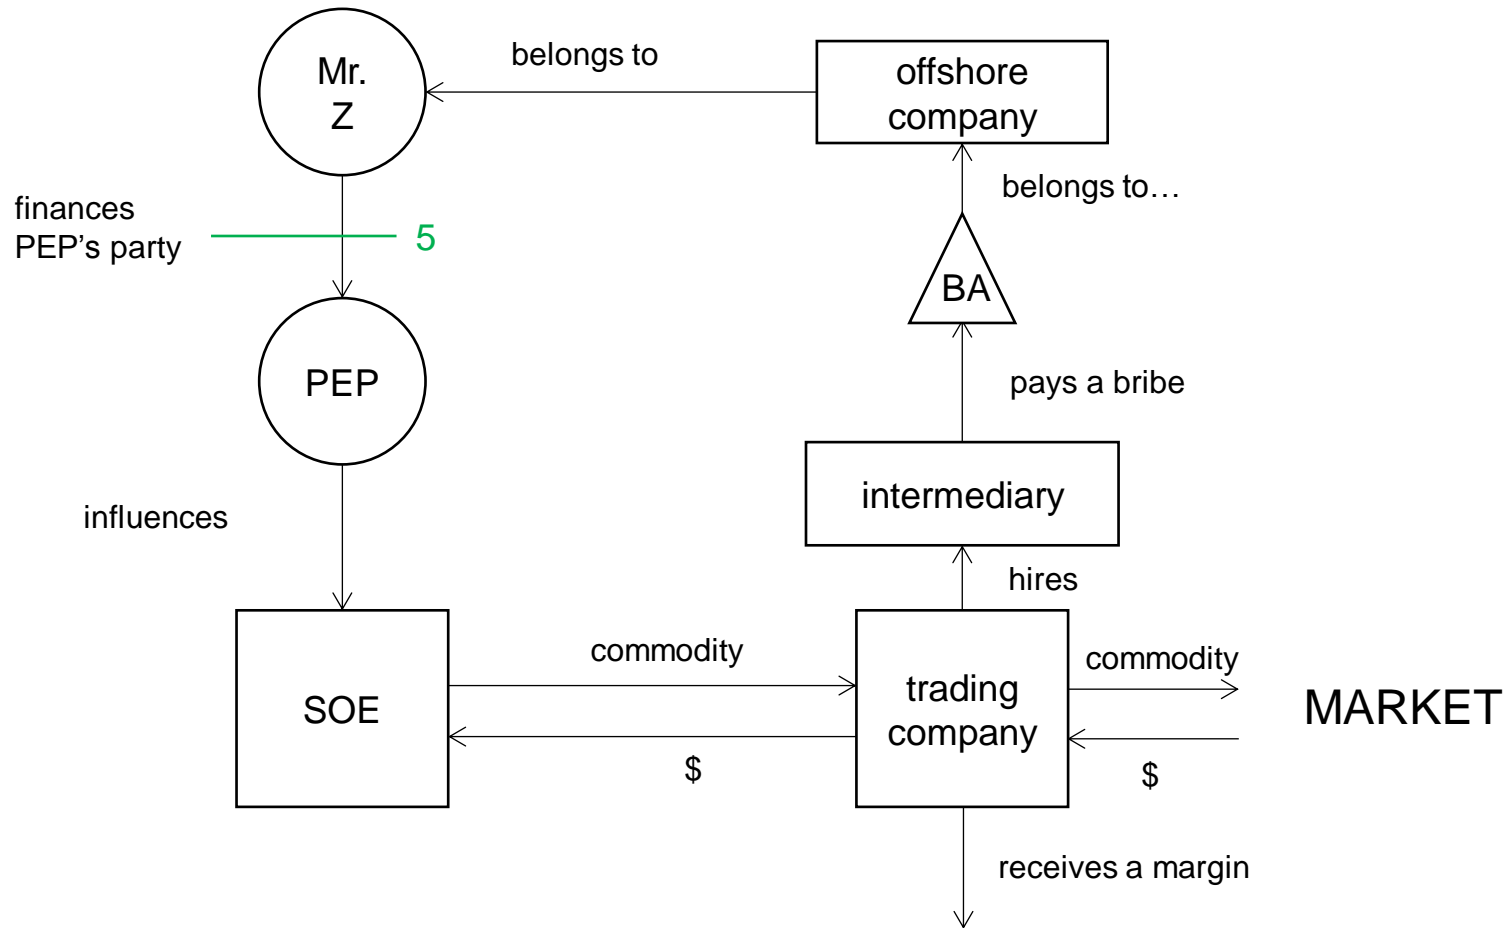 Mr.
Z
belongs to
offshore
company
belongs to…
finances
PEP’s party
5
BA
PEP
pays a bribe
intermediary
influences
hires
SOE
commodity
$
trading
company
commodity
$
MARKET
receives a margin